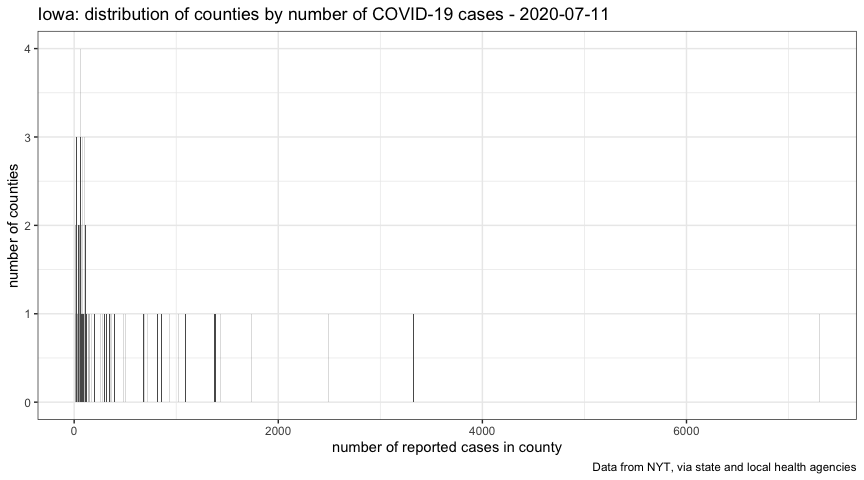 Iowa: distribution of counties by number of COVID-19 cases - 2020-07-11
4
3
2
1
0
number of counties
0 2000 4000 6000
number of reported cases in county
Data from NYT, via state and local health agencies